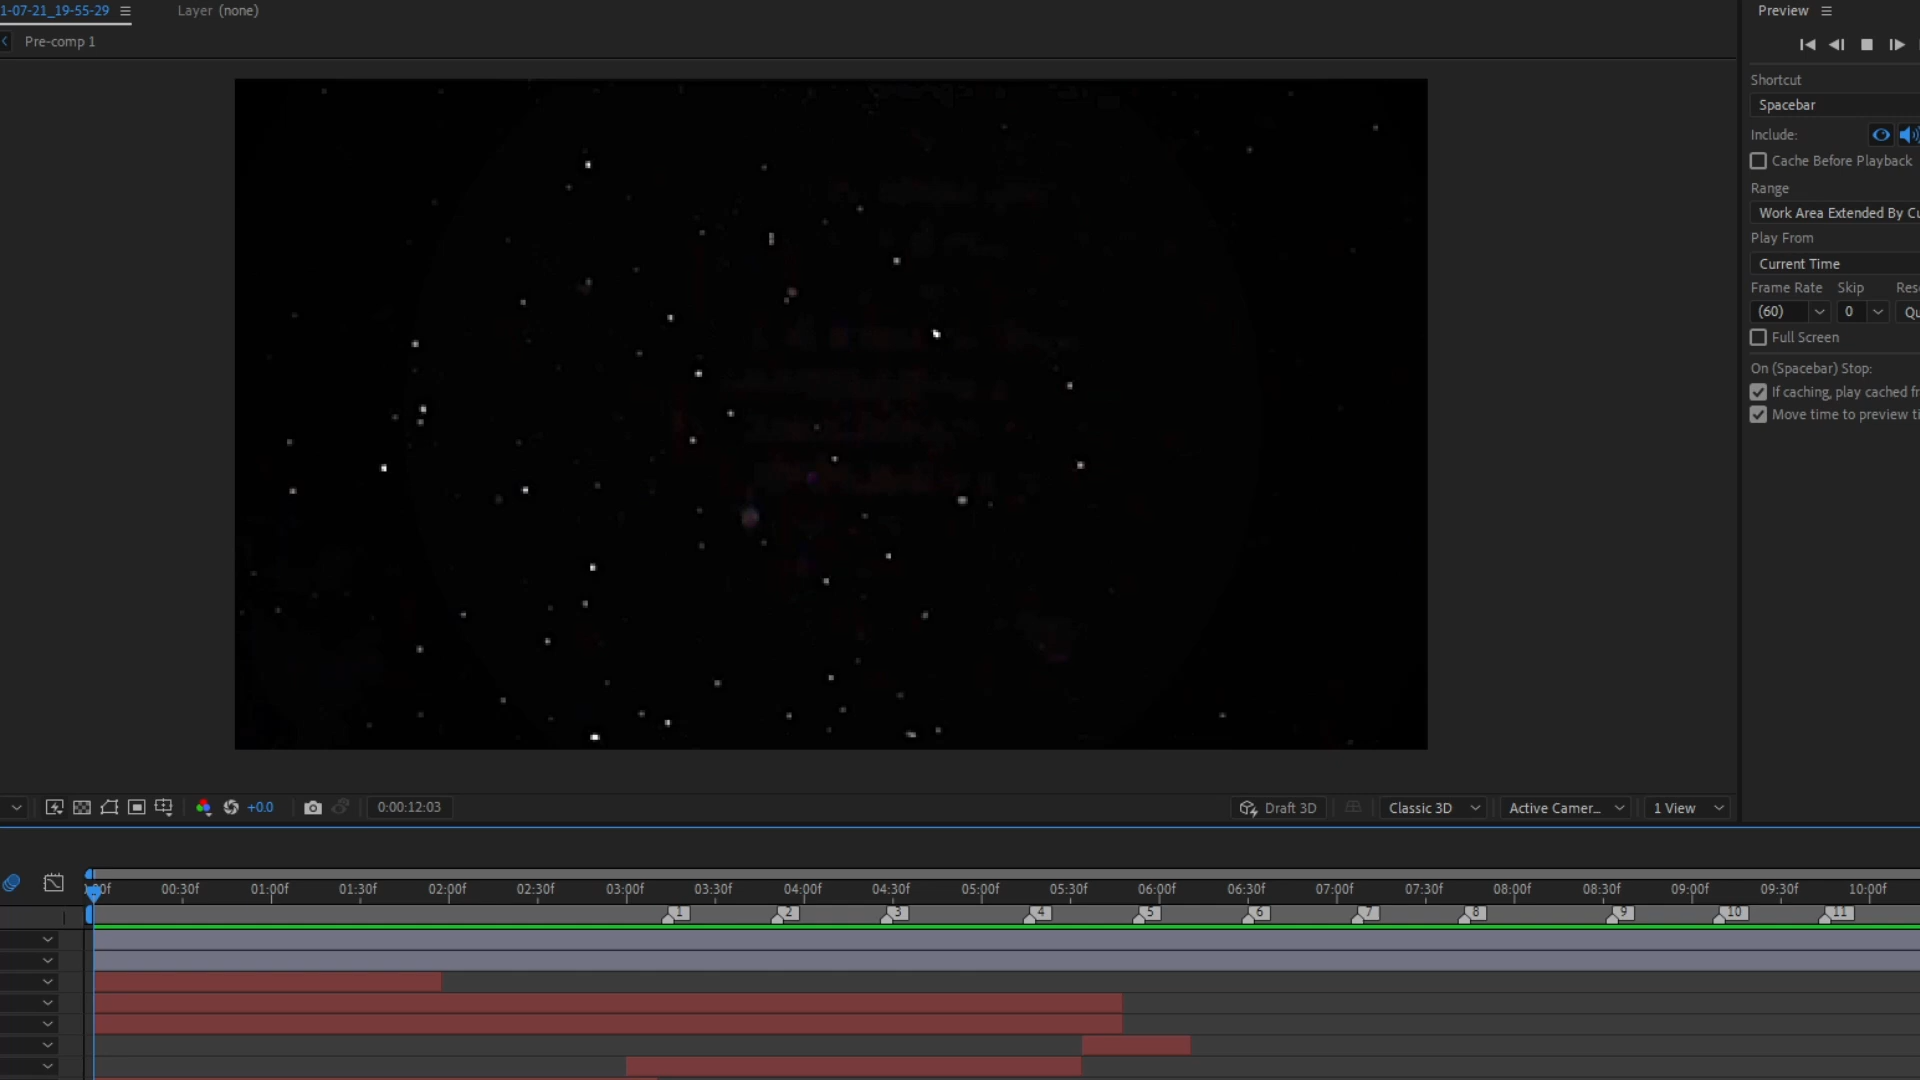 1-07-21_19-55-29
Layer (none)
Pre-comp 1
Preview
Shortcut
Spacebar
Include:
Cache Before Playback
Range
Work Area Extended By Cu
Play From
Current Time
Frame Rate Skip Res
(60) 0 Qu
Full Screen
On (Spacebar) Stop:
If caching, play cached fr
Move time to preview ti
+0.0 0:00:12:03 Draft 3D Classic 3D Active Camer... 1 View
:00f 00:30f 01:00f 01:30f 02:00f 02:30f 03:00f 03:30f 04:00f 04:30f 05:00f 05:30f 06:00f 06:30f 07:00f 07:30f 08:00f 08:30f 09:00f 09:30f 10:00f
1 2 3 4 5 6 7 8 9 10 11